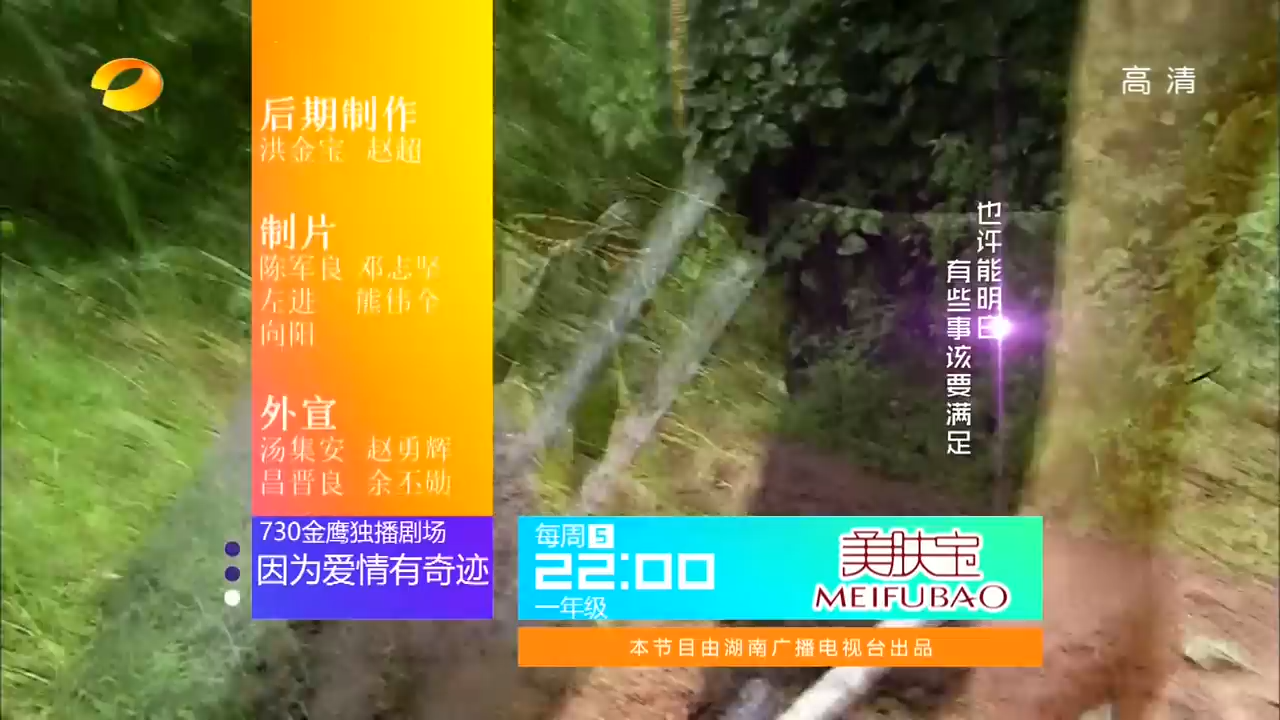 高清
后期制作
洪金宝 赵超
制片
陈军良 邓志坚
左进 熊伟个
向阳
外宣
汤集安 赵勇辉
昌晋良 余丕勋
也许能明白
有些事该要满足
730金鹰独播剧场
因为爱情有奇迹
每周5
22:00
一年级
美肤宝
MEIFUBAO
本节目由湖南广播电视台出品